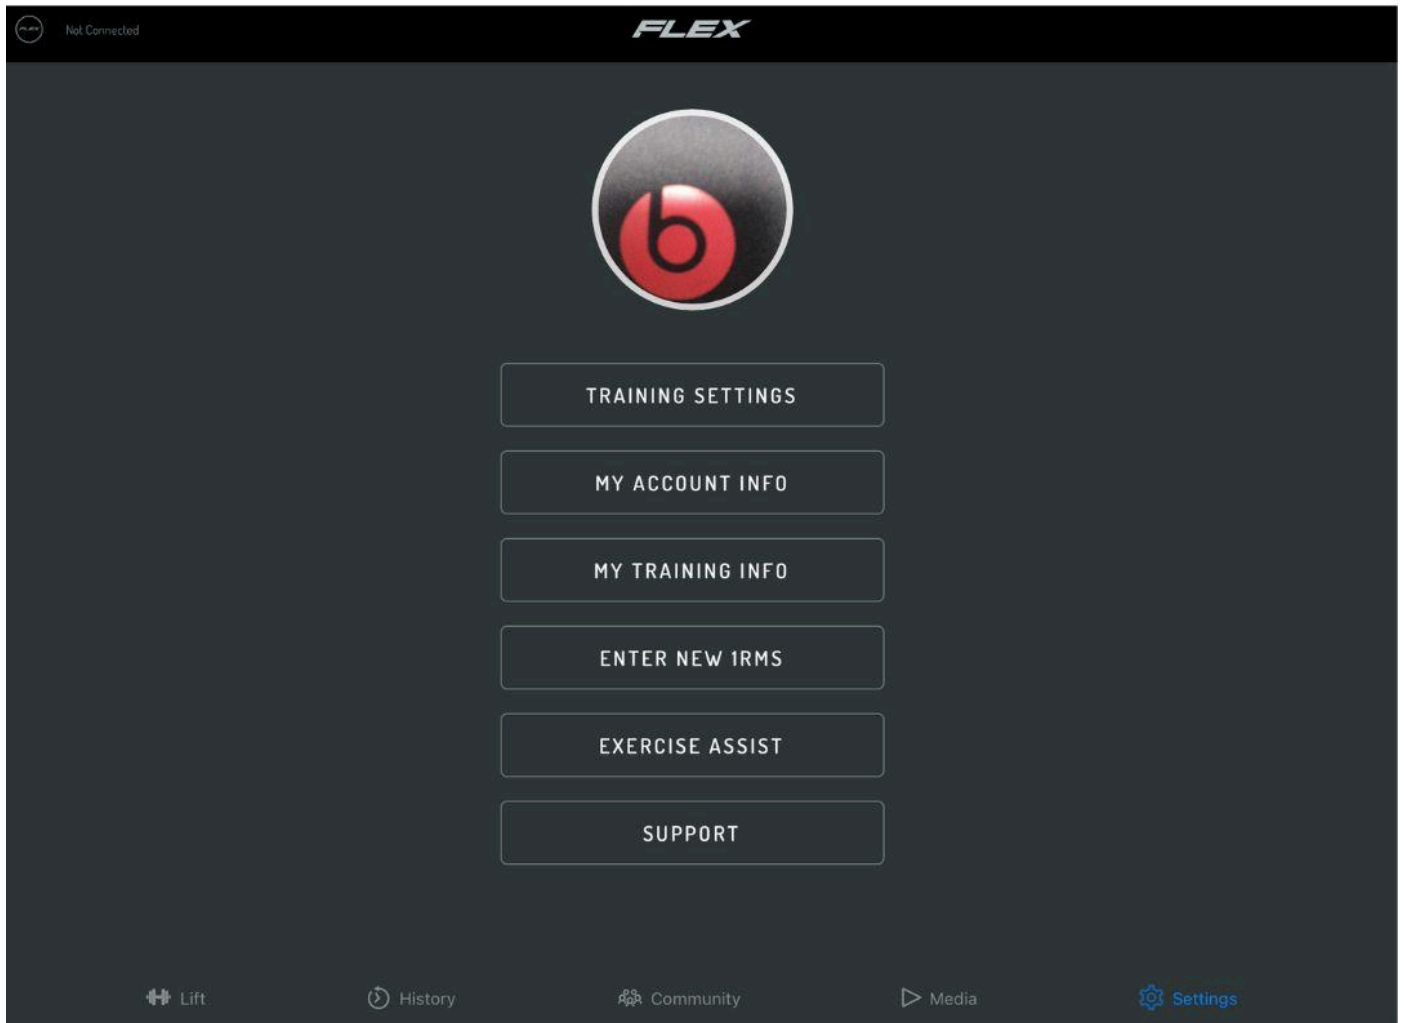 Not Connected
FLEX
TRAINING SETTINGS
MY ACCOUNT INFO
MY TRAINING INFO
ENTER NEW 1RMS
EXERCISE ASSIST
SUPPORT
Lift
History
Community
Media
Settings